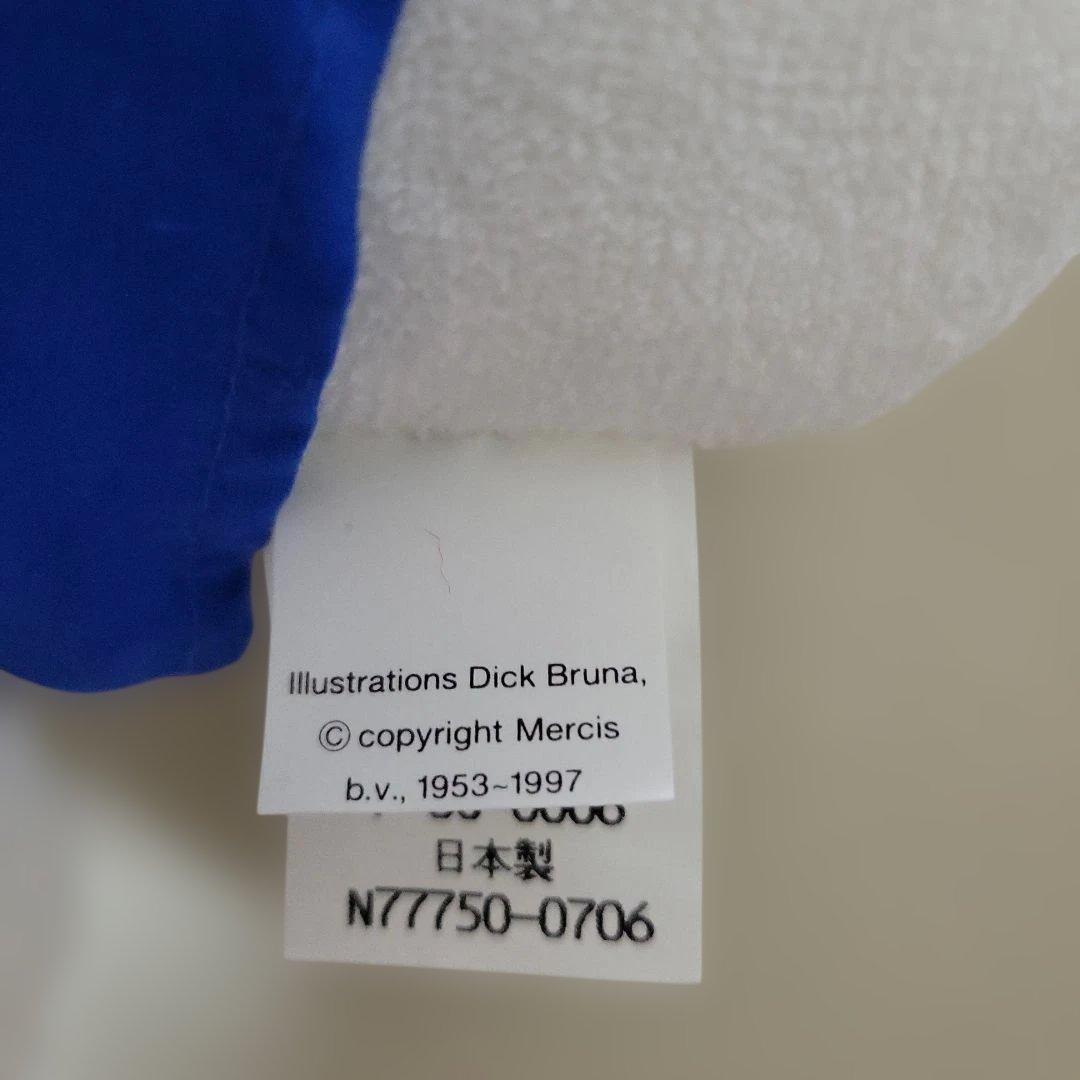 Illustrations Dick Bruna,
© copyright Mercis
b.v., 1953~1997
日本製
N77750-0706